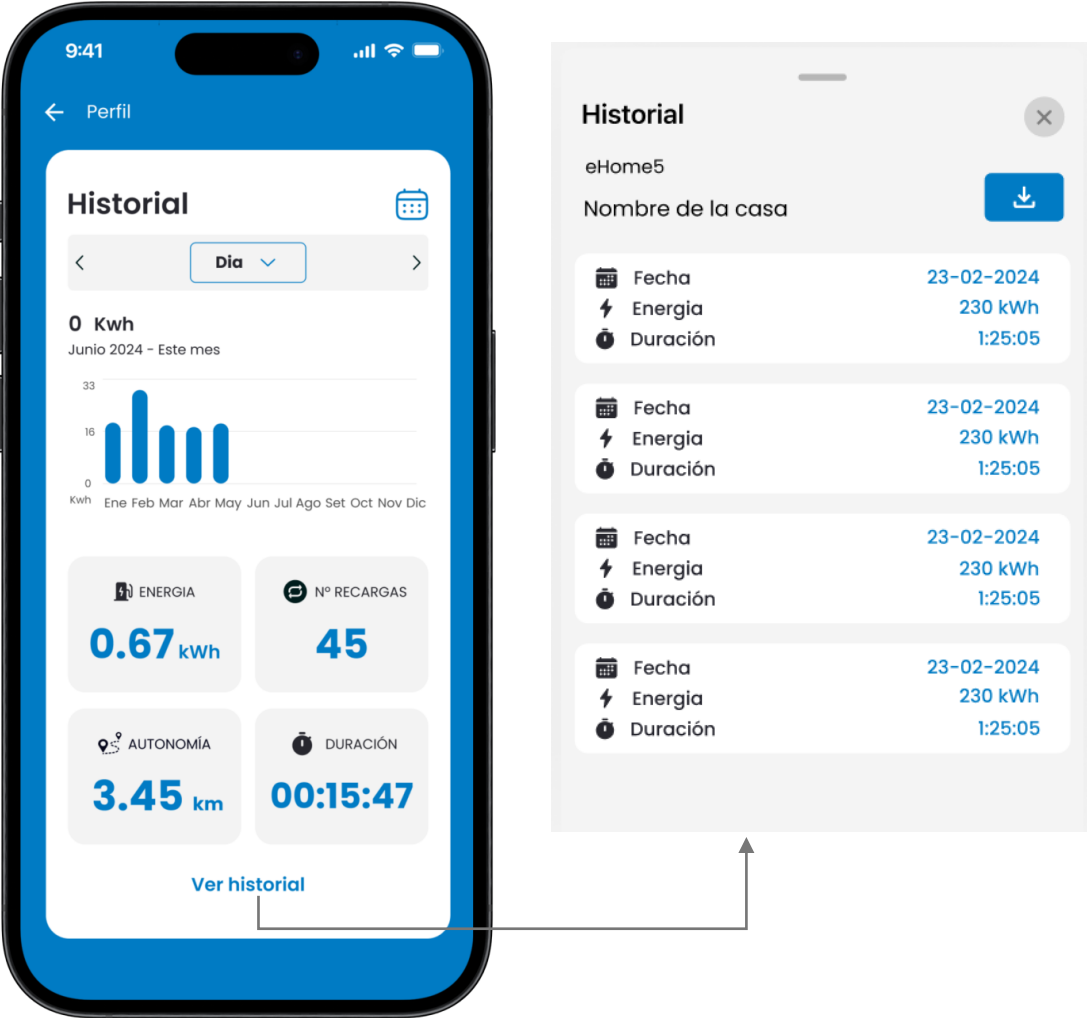 9:41
Perfil
Historial
Dia
0 Kwh
Junio 2024 - Este mes
33
16
0
Kwh
Ene Feb Mar Abr May Jun Jul Ago Set Oct Nov Dic
ENERGIA
0.67 kWh
Nº RECARGAS
45
AUTONOMÍA
3.45 km
DURACIÓN
00:15:47
Ver historial
Historial
eHome5
Nombre de la casa
Fecha 23-02-2024
Energia 230 kWh
Duración 1:25:05
Fecha 23-02-2024
Energia 230 kWh
Duración 1:25:05
Fecha 23-02-2024
Energia 230 kWh
Duración 1:25:05
Fecha 23-02-2024
Energia 230 kWh
Duración 1:25:05